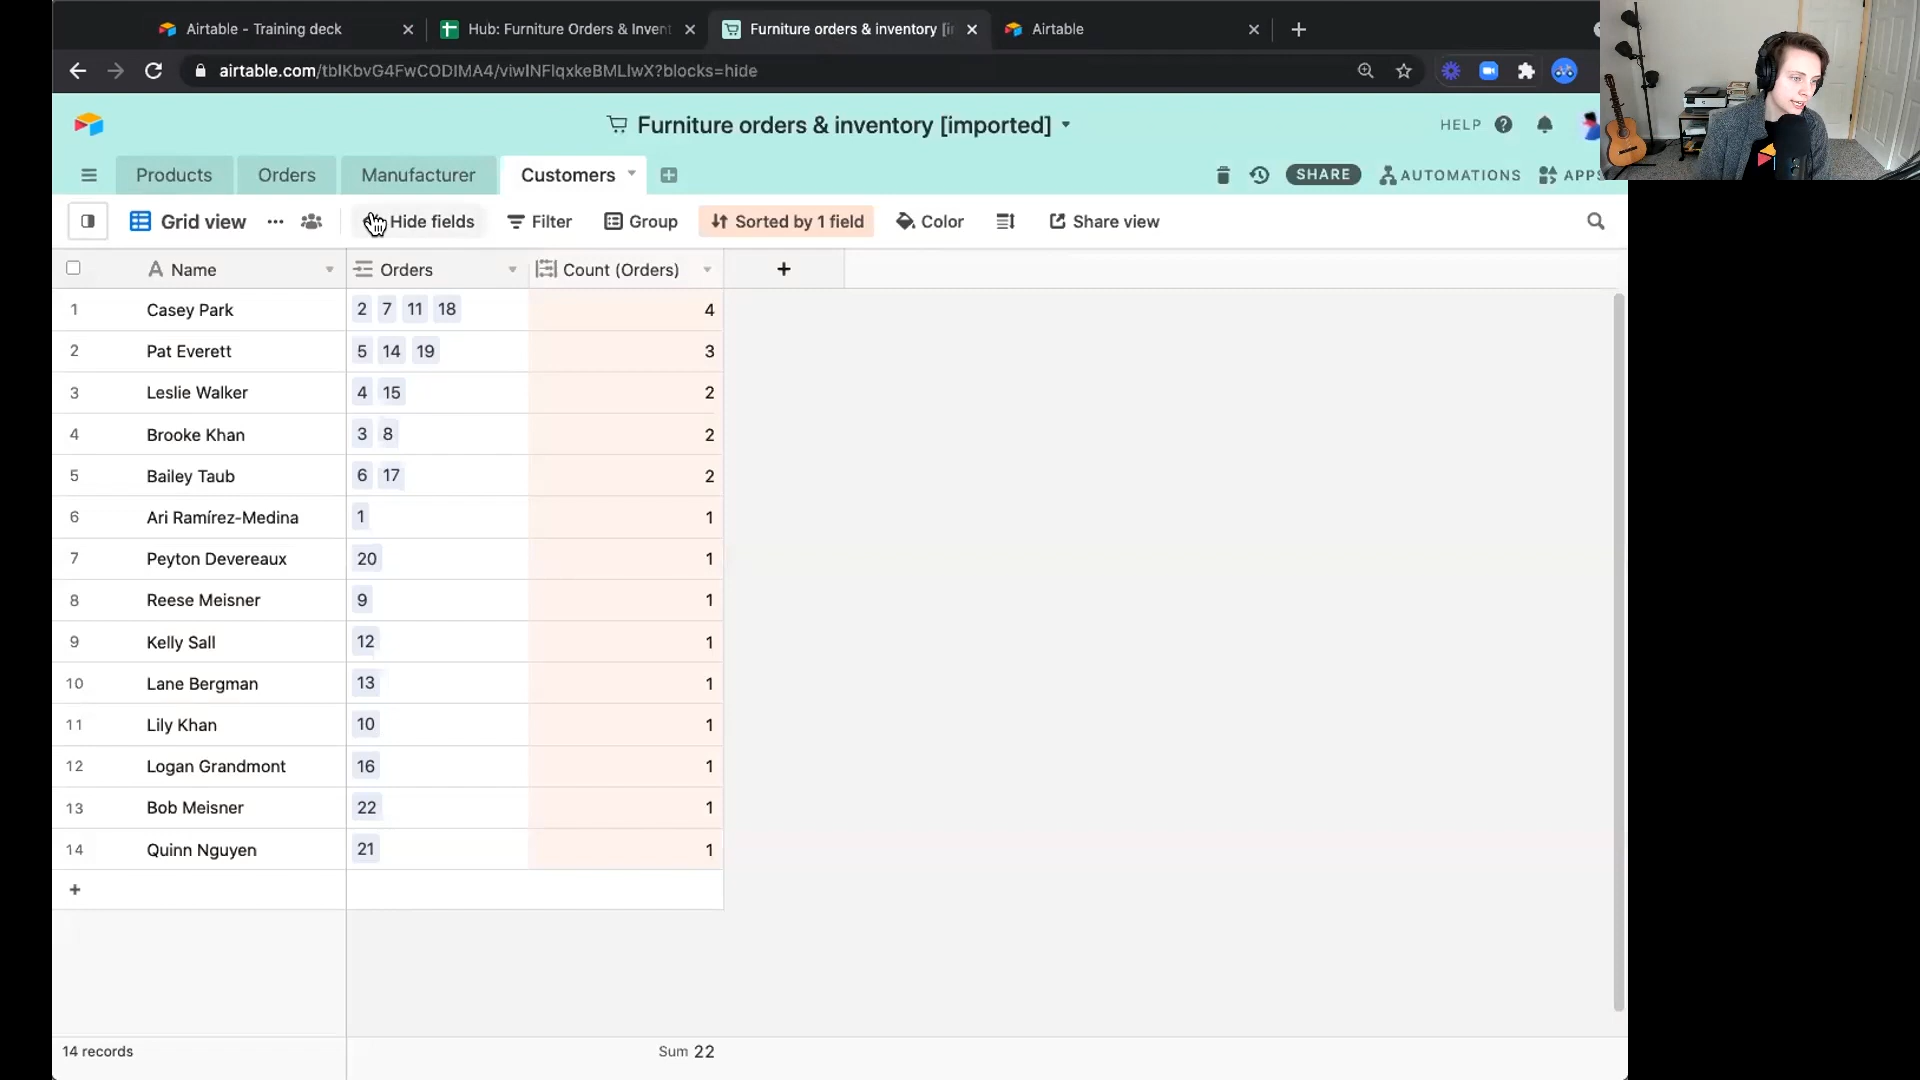 Airtable - Training deck
Hub: Furniture Orders & Invent
Furniture orders & inventory [i
Airtable
airtable.com/tblKbvG4FwCODIMA4/viwlNFlqxkeBMLlwX?blocks=hide
Furniture orders & inventory [imported]
HELP
Products
Orders
Manufacturer
Customers
SHARE
AUTOMATIONS
APPS
Grid view
Hide fields
Filter
Group
Sorted by 1 field
Color
Share view
Name Orders Count (Orders)
1 Casey Park 2 7 11 18 4
2 Pat Everett 5 14 19 3
3 Leslie Walker 4 15 2
4 Brooke Khan 3 8 2
5 Bailey Taub 6 17 2
6 Ari Ramírez-Medina 1 1
7 Peyton Devereaux 20 1
8 Reese Meisner 9 1
9 Kelly Sall 12 1
10 Lane Bergman 13 1
11 Lily Khan 10 1
12 Logan Grandmont 16 1
13 Bob Meisner 22 1
14 Quinn Nguyen 21 1
14 records Sum 22